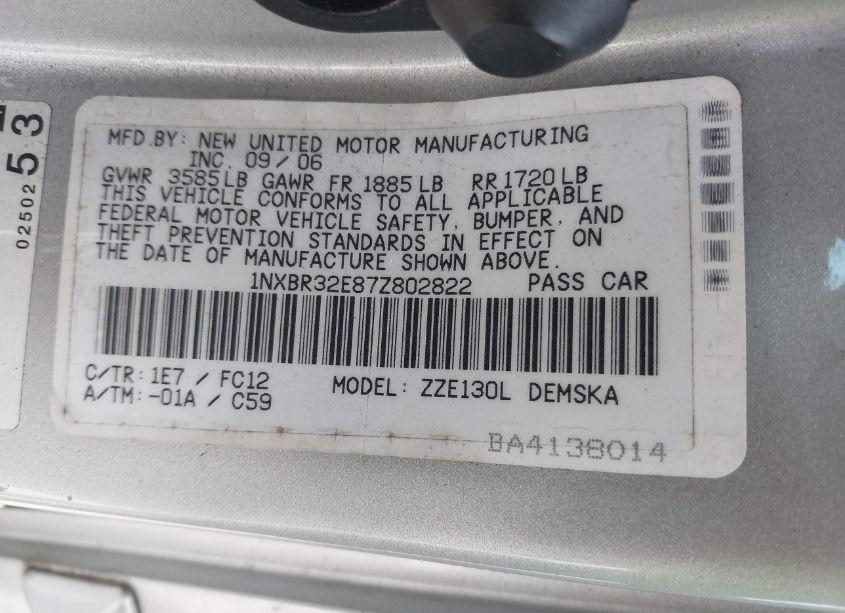 MFD.BY: NEW UNITED MOTOR MANUFACTURING
INC. 09/06
GVWR 3585LB GAWR FR 1885LB RR1720LB
THIS VEHICLE CONFORMS TO ALL APPLICABLE
FEDERAL MOTOR VEHICLE SAFETY, BUMPER, AND
THEFT PREVENTION STANDARDS IN EFFECT ON
THE DATE OF MANUFACTURE SHOWN ABOVE.
1NXBR32E87Z802822 PASS CAR
C/TR: 1E7 / FC12 MODEL: ZZE130L DEMSKA
A/TM: -01A / C59
BA4138014
02502
53